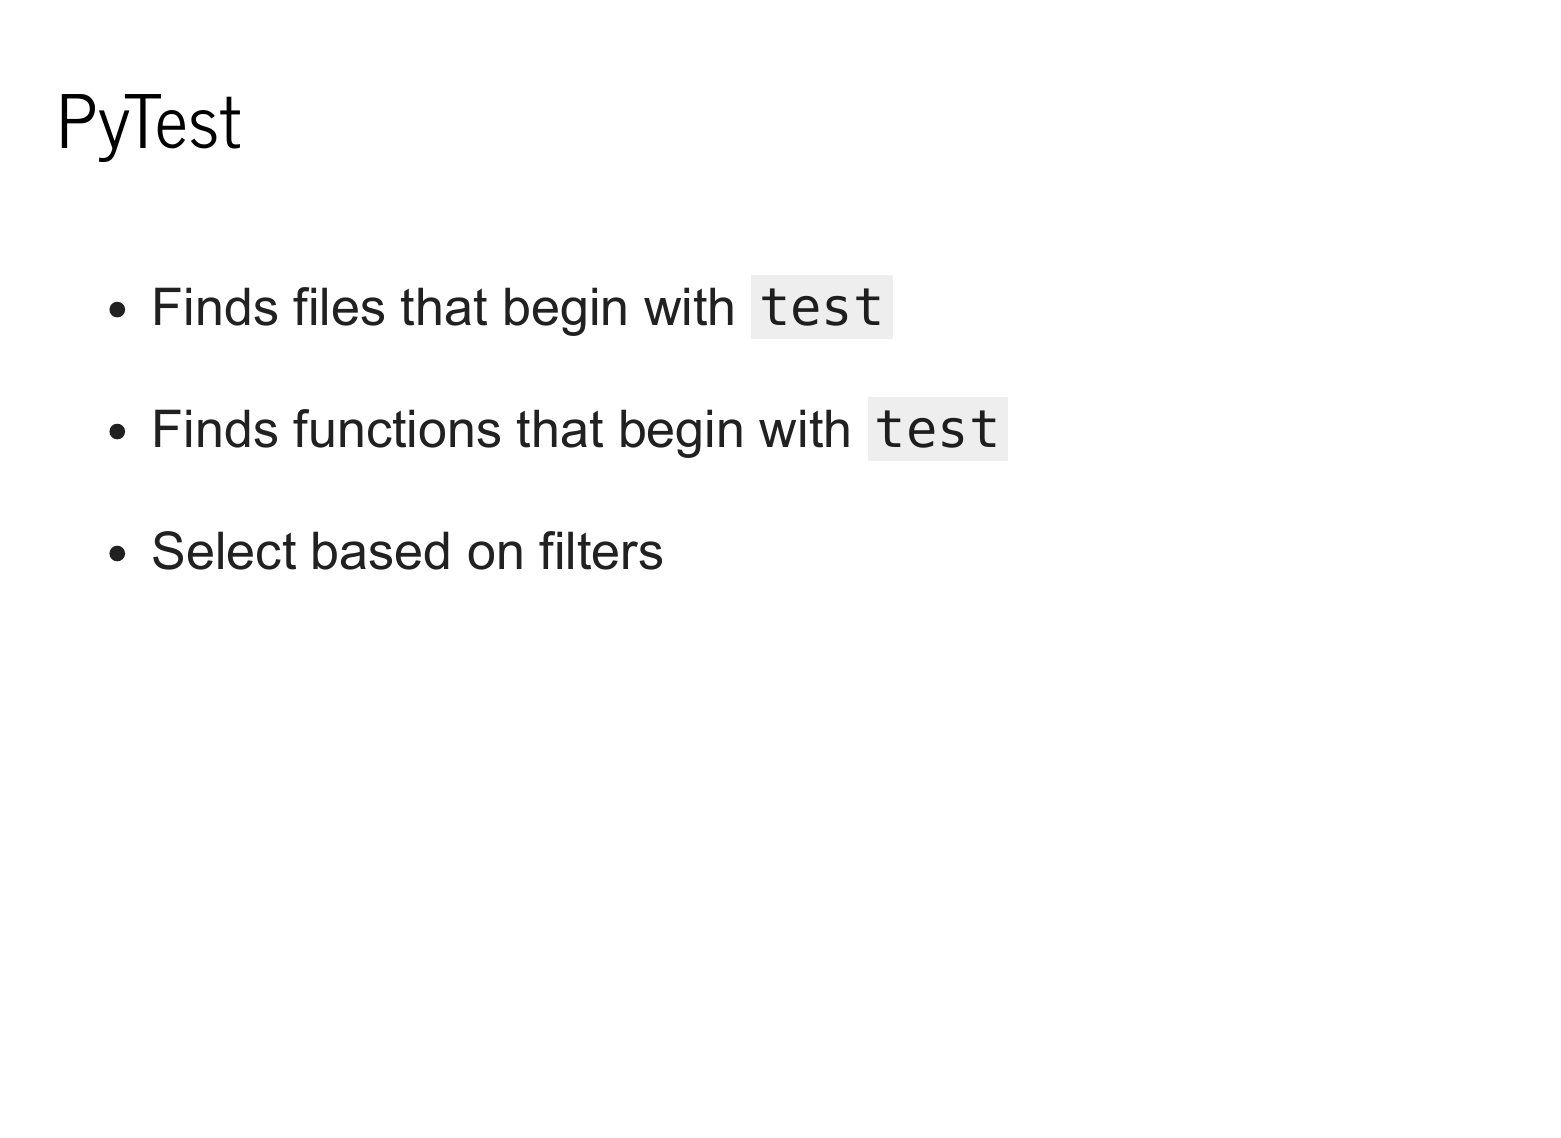 PyTest
• Finds files that begin with test
• Finds functions that begin with test
• Select based on filters